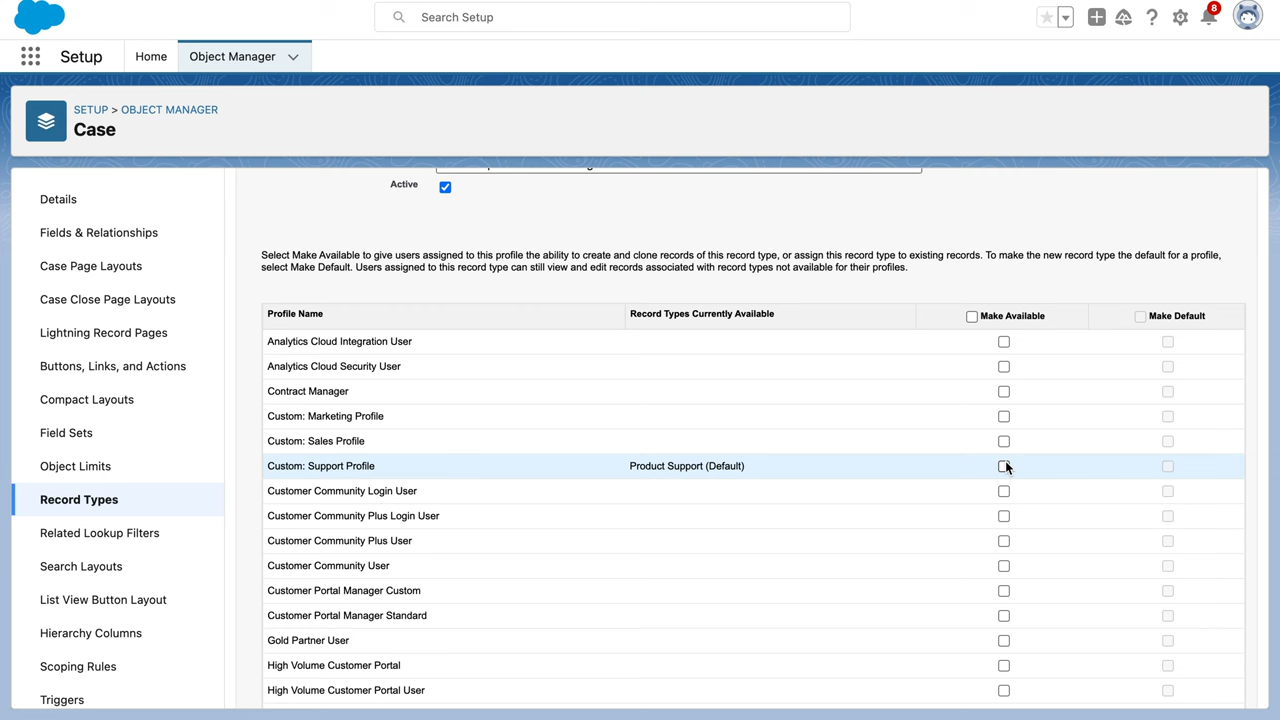 Search Setup
8
Setup
Home
Object Manager
SETUP > OBJECT MANAGER
Case
Details
Fields & Relationships
Case Page Layouts
Case Close Page Layouts
Lightning Record Pages
Buttons, Links, and Actions
Compact Layouts
Field Sets
Object Limits
Record Types
Related Lookup Filters
Search Layouts
List View Button Layout
Hierarchy Columns
Scoping Rules
Triggers
Active
Select Make Available to give users assigned to this profile the ability to create and clone records of this record type, or assign this record type to existing records. To make the new record type the default for a profile,
select Make Default. Users assigned to this record type can still view and edit records associated with record types not available for their profiles.
Profile Name Record Types Currently Available Make Available Make Default
Analytics Cloud Integration User
Analytics Cloud Security User
Contract Manager
Custom: Marketing Profile
Custom: Sales Profile
Custom: Support Profile Product Support (Default)
Customer Community Login User
Customer Community Plus Login User
Customer Community Plus User
Customer Community User
Customer Portal Manager Custom
Customer Portal Manager Standard
Gold Partner User
High Volume Customer Portal
High Volume Customer Portal User